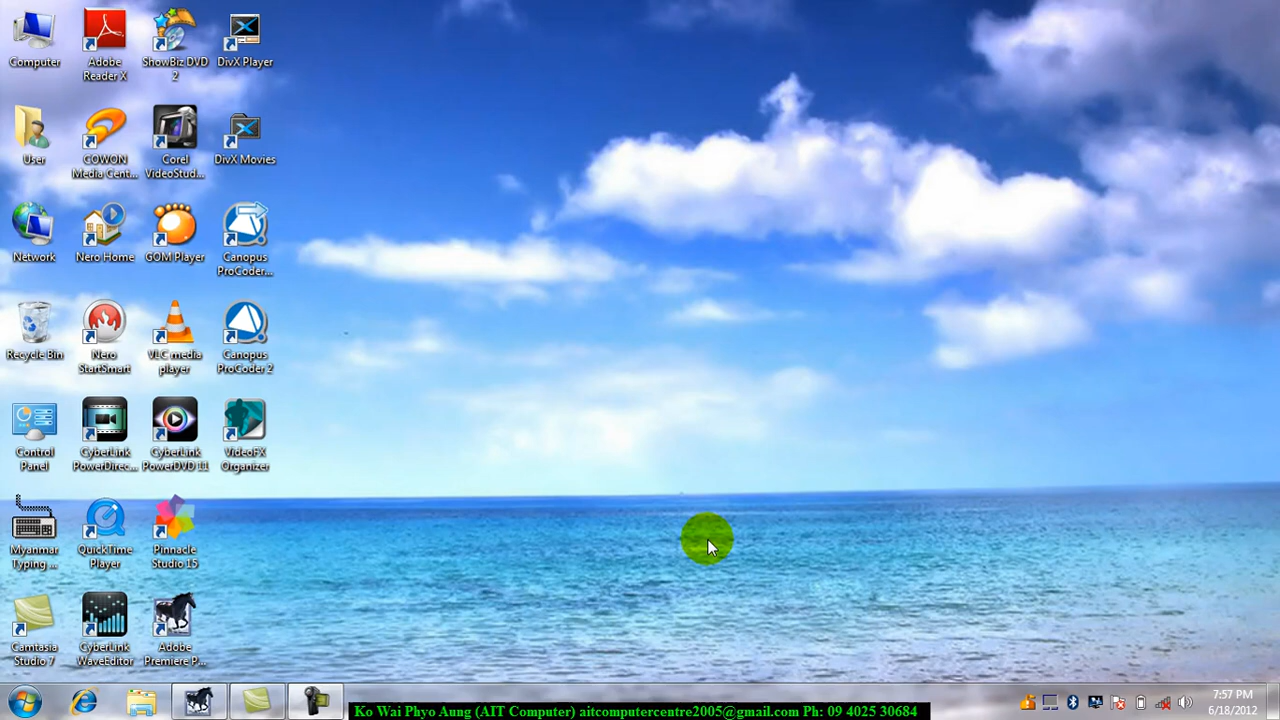 Computer
Adobe
Reader X
ShowBiz DVD
2
DivX Player
User
COWON
Media Cent...
Corel
VideoStud...
DivX Movies
Network
Nero Home
GOM Player
Canopus
ProCoder...
Recycle Bin
Nero
StartSmart
VLC media
player
Canopus
ProCoder 2
Control
Panel
CyberLink
PowerDirec...
CyberLink
PowerDVD 11
VideoFX
Organizer
Myanmar
Typing ...
QuickTime
Player
Pinnacle
Studio 15
Camtasia
Studio 7
CyberLink
WaveEditor
Adobe
Premiere P...
Ko Wai Phyo Aung (AIT Computer) aitcomputercentre2005@gmail.com Ph: 09 4025 30684
7:57 PM
6/18/2012